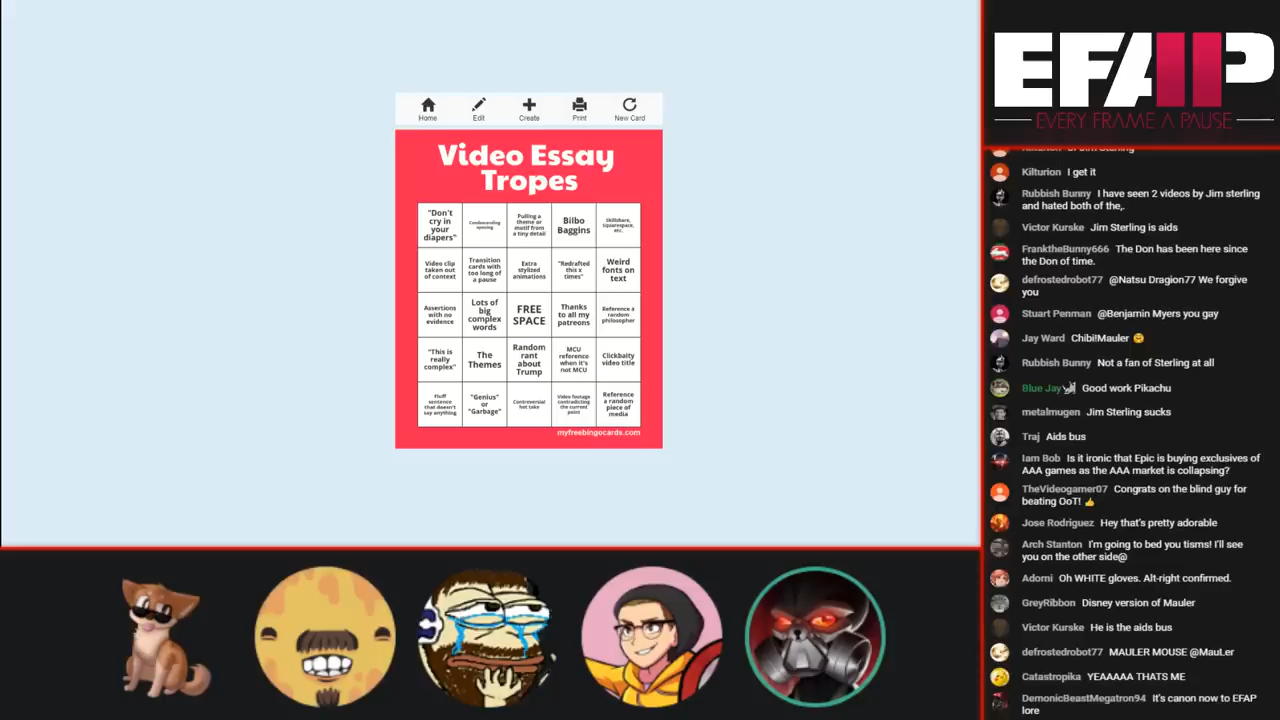 Home
Edit
Create
Print
New Card
Video Essay
Tropes
"Don't
cry in
your
diapers"
Condescending
opening
Pulling a
theme or
motif from
a tiny detail
Bilbo
Baggins
Skillshare,
Squarespace,
etc.
Video clip
taken out
of context
Transition
cards with
too long of
a pause
Extra
stylized
animations
"Redrafted
this x
times"
Weird
fonts on
text
Assertions
with no
evidence
Lots of
big
complex
words
FREE
SPACE
Thanks
to all my
patreons
Reference a
random
philosopher
"This is
really
complex"
The
Themes
Random
rant
about
Trump
MCU
reference
when it's
not MCU
Clickbaity
video title
Fluff
sentence
that doesn't
say anything
"Genius"
or
"Garbage"
Controversial
hot take
Video footage
contradicting
the current
point
Reference
a random
piece of
media
myfreebingocards.com
EFAP
EVERY FRAME A PAUSE
Kilturion I get it
Rubbish Bunny I have seen 2 videos by Jim sterling
and hated both of the,.
Victor Kurske Jim Sterling is aids
FranktheBunny666 The Don has been here since
the Don of time.
defrostedrobot77 @Natsu Dragion77 We forgive
you
Stuart Penman @Benjamin Myers you gay
Jay Ward Chibi!Mauler
Rubbish Bunny Not a fan of Sterling at all
Blue Jay Good work Pikachu
metalmugen Jim Sterling sucks
Traj Aids bus
Iam Bob Is it ironic that Epic is buying exclusives of
AAA games as the AAA market is collapsing?
TheVideogamer07 Congrats on the blind guy for
beating OoT!
Jose Rodriguez Hey that's pretty adorable
Arch Stanton I'm going to bed you tisms! I'll see
you on the other side@
Adorni Oh WHITE gloves. Alt-right confirmed.
GreyRibbon Disney version of Mauler
Victor Kurske He is the aids bus
defrostedrobot77 MAULER MOUSE @MauLer
Catastropika YEAAAAA THATS ME
DemonicBeastMegatron94 It's canon now to EFAP
lore